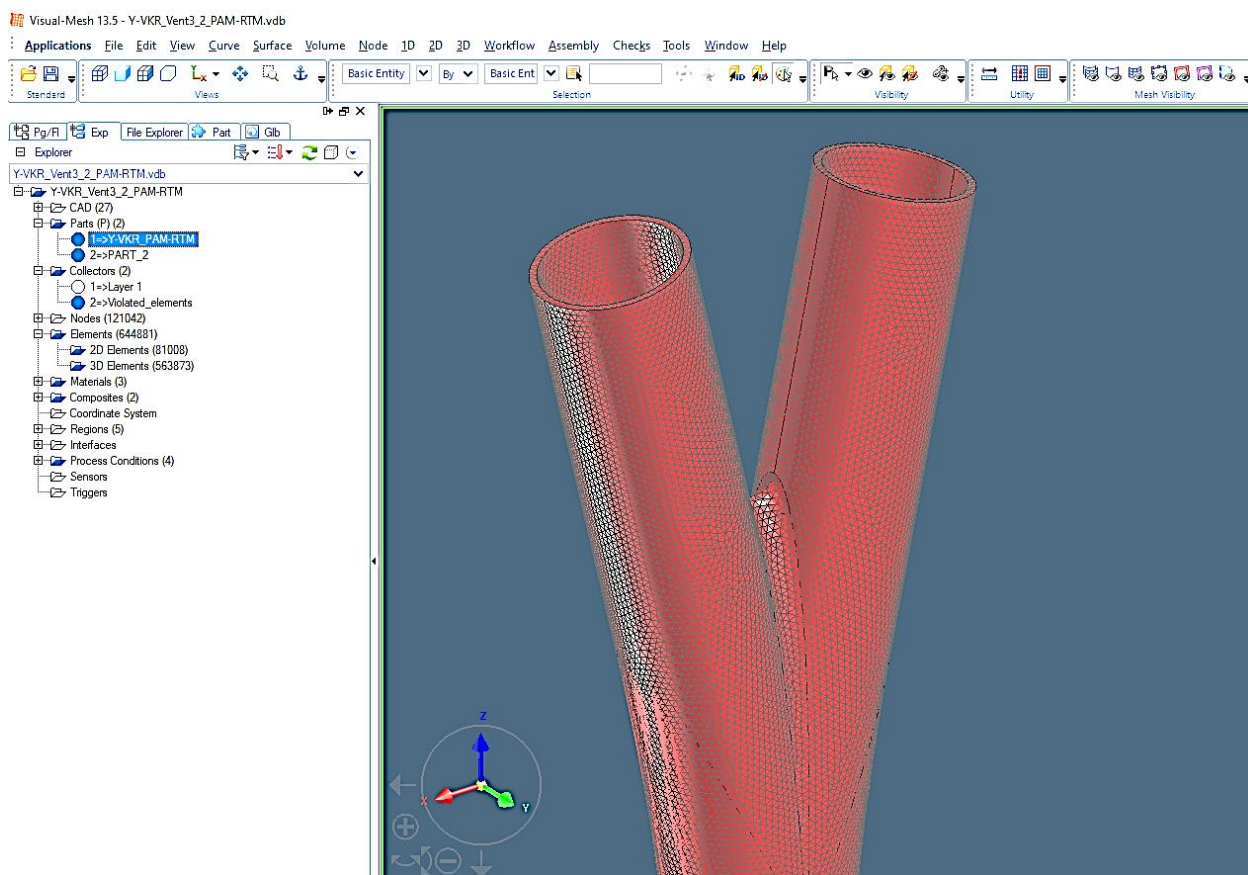 Visual-Mesh 13.5 - Y-VKR_Vent3_2_PAM-RTM.vdb
Applications File Edit View Curve Surface Volume Node 1D 2D 3D Workflow Assembly Checks Tools Window Help
Basic Entity By Basic Ent
Standard Views Selection Visibility Utility Mesh Visibility
Pg/Fl Exp File Explorer Part Glb
Explorer
Y-VKR_Vent3_2_PAM-RTM.vdb
Y-VKR_Vent3_2_PAM-RTM
CAD (27)
Parts (P) (2)
1=>Y-VKR_PAM-RTM
2=>PART_2
Collectors (2)
1=>Layer 1
2=>Violated_elements
Nodes (121042)
Elements (644881)
2D Elements (81008)
3D Elements (563873)
Materials (3)
Composites (2)
Coordinate System
Regions (5)
Interfaces
Process Conditions (4)
Sensors
Triggers
Z
X
Y